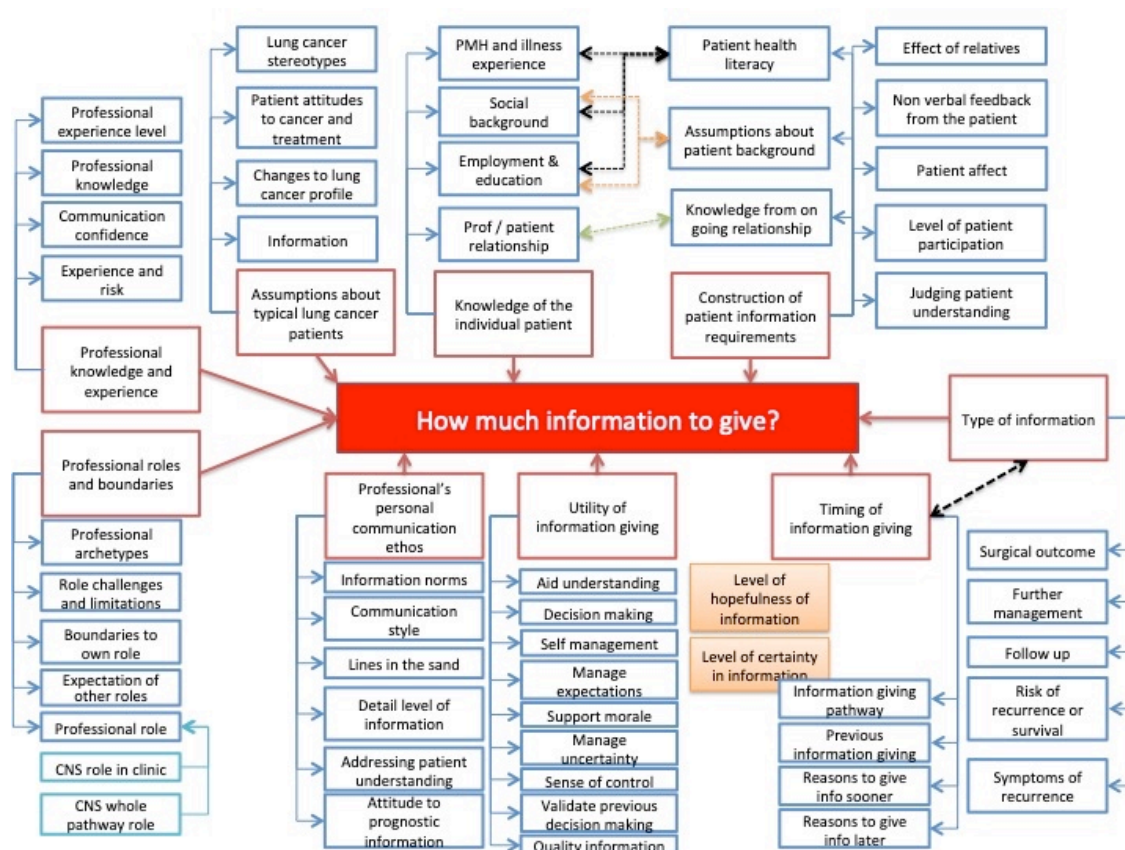 Lung cancer
stereotypes
PMH and illness
experience
Patient health
literacy
Effect of relatives
Professional
experience level
Patient attitudes
to cancer and
treatment
Social
background
Assumptions about
patient background
Non verbal feedback
from the patient
Professional
knowledge
Changes to lung
cancer profile
Employment &
education
Patient affect
Communication
confidence
Information
Prof / patient
relationship
Knowledge from on
going relationship
Level of patient
participation
Experience and
risk
Assumptions about
typical lung cancer
patients
Knowledge of the
individual patient
Construction of
patient information
requirements
Judging patient
understanding
Professional
knowledge and
experience
How much information to give?
Type of information
Professional roles
and boundaries
Professional's
personal
communication
ethos
Utility of
information giving
Timing of
information giving
Professional
archetypes
Role challenges
and limitations
Boundaries to
own role
Expectation of
other roles
Professional role
CNS role in clinic
CNS whole
pathway role
Information norms
Communication
style
Lines in the sand
Detail level of
information
Addressing patient
understanding
Attitude to
prognostic
information
Aid understanding
Decision making
Self management
Manage
expectations
Support morale
Manage
uncertainty
Sense of control
Validate previous
decision making
Quality information
Level of
hopefulness of
information
Level of certainty
in information
Information giving
pathway
Previous
information giving
Reasons to give
info sooner
Reasons to give
info later
Surgical outcome
Further
management
Follow up
Risk of
recurrence or
survival
Symptoms of
recurrence